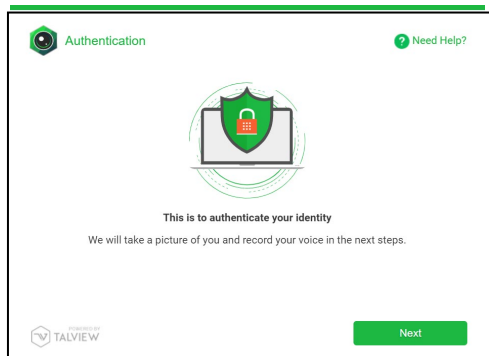 Authentication
? Need Help?
This is to authenticate your identity
We will take a picture of you and record your voice in the next steps.
POWERED BY
TALVIEW
Next